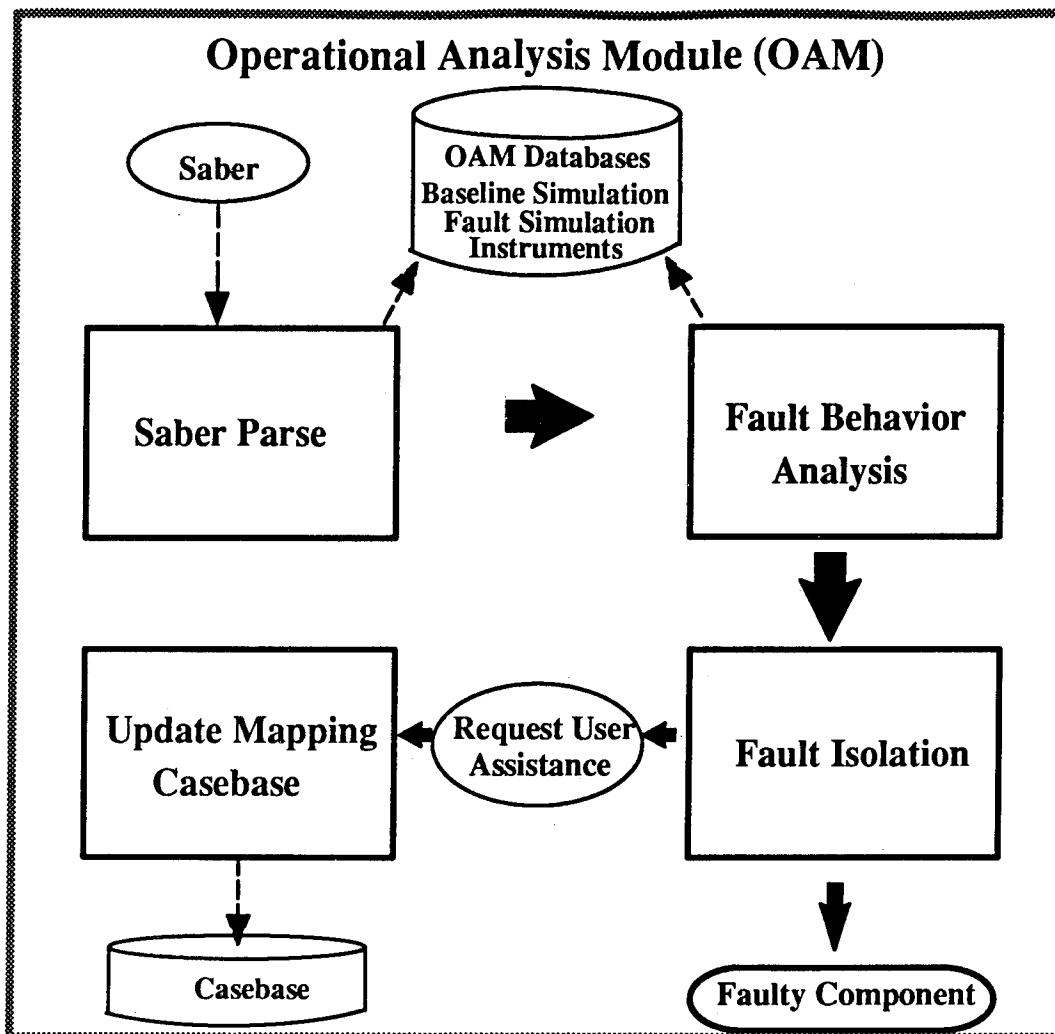 Operational Analysis Module (OAM)
Saber
OAM Databases
Baseline Simulation
Fault Simulation
Instruments
Saber Parse
Fault Behavior
Analysis
Update Mapping
Casebase
Request User
Assistance
Fault Isolation
Casebase
Faulty Component